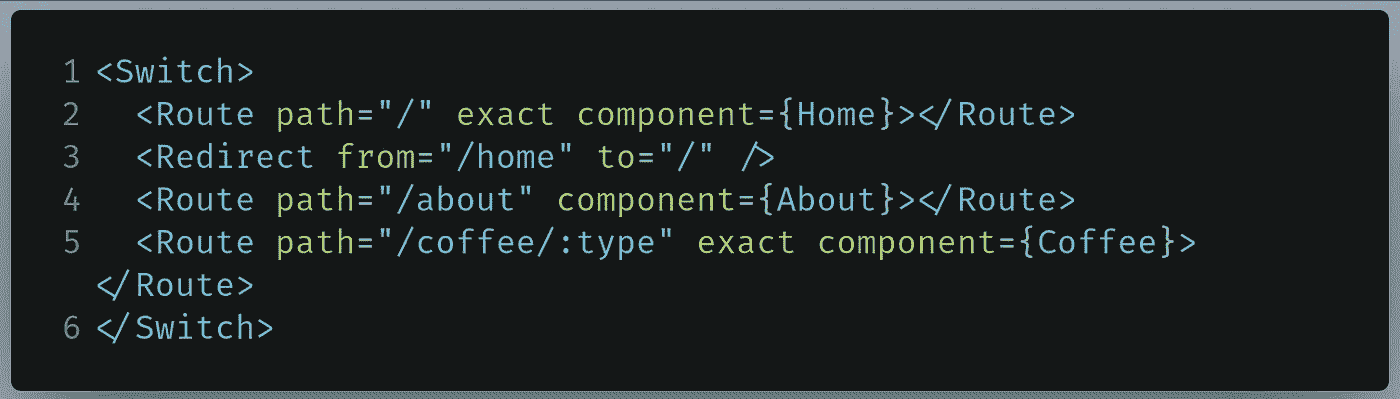 1 <Switch>
2   <Route path="/" exact component={Home}></Route>
3   <Redirect from="/home" to="/" />
4   <Route path="/about" component={About}></Route>
5   <Route path="/coffee/:type" exact component={Coffee}>
</Route>
6 </Switch>